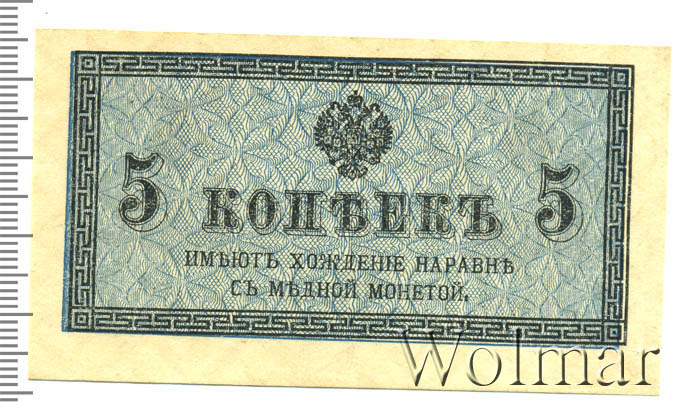 5 КОПѢЕКЪ 5
ИМѢЮТЪ ХОЖДЕНІЕ НАРАВНѢ
СЪ МѢДНОЙ МОНЕТОЙ.
Wolmar